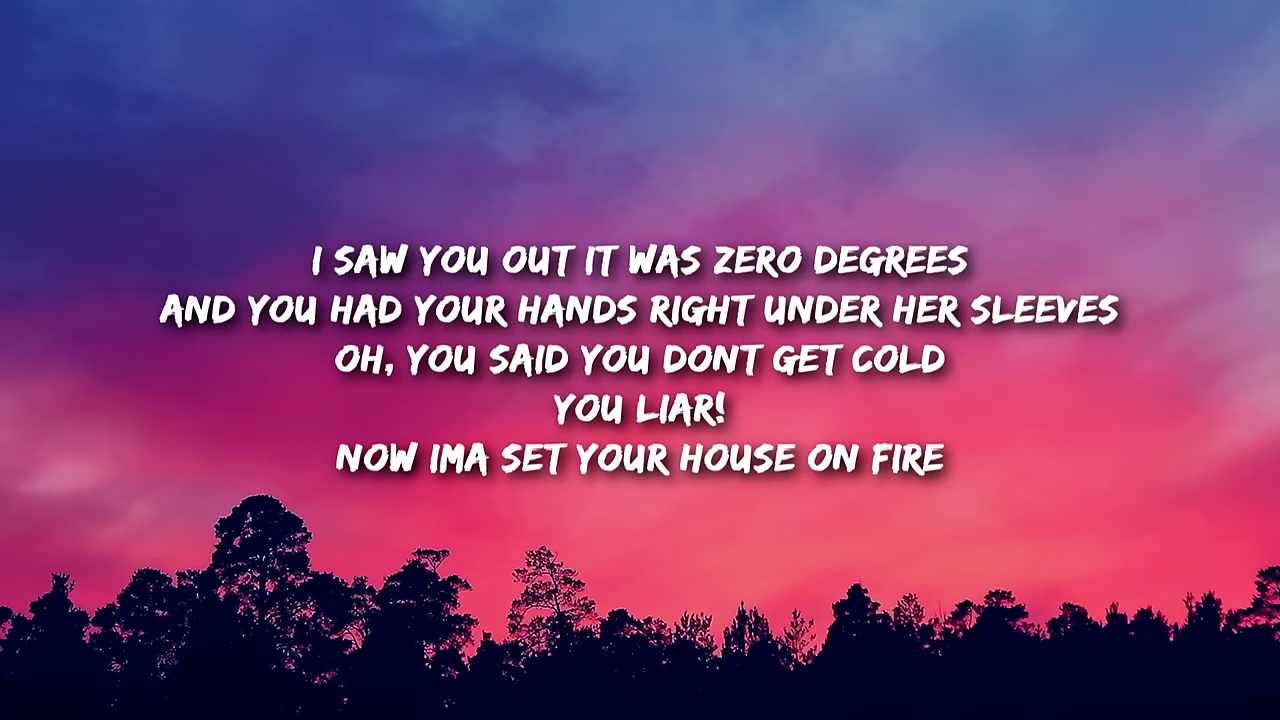 I SAW YOU OUT IT WAS ZERO DEGREES
AND YOU HAD YOUR HANDS RIGHT UNDER HER SLEEVES
OH, YOU SAID YOU DONT GET COLD
YOU LIAR!
NOW IMA SET YOUR HOUSE ON FIRE